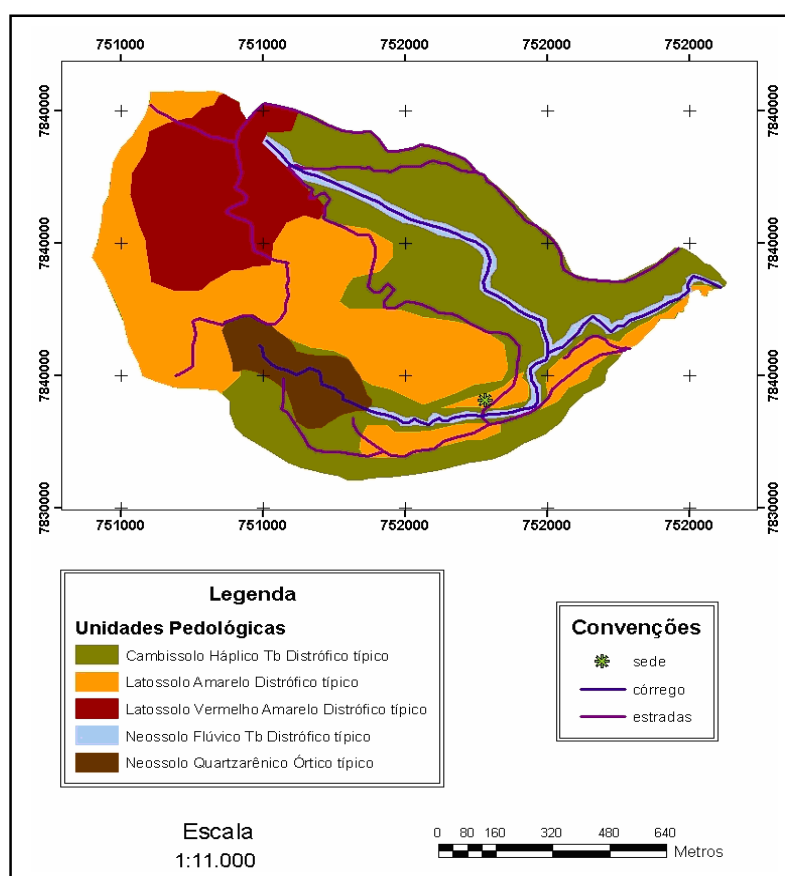 751000 751000 752000 752000 752000
7840000 7840000
7840000 7840000
7840000 7840000
7830000 7830000
751000 751000 752000 752000 752000
Legenda
Unidades Pedológicas
Cambissolo Háplico Tb Distrófico típico
Latossolo Amarelo Distrófico típico
Latossolo Vermelho Amarelo Distrófico típico
Neossolo Flúvico Tb Distrófico típico
Neossolo Quartzarênico Órtico típico
Convenções
sede
córrego
estradas
Escala
1:11.000
0 80 160 320 480 640
Metros